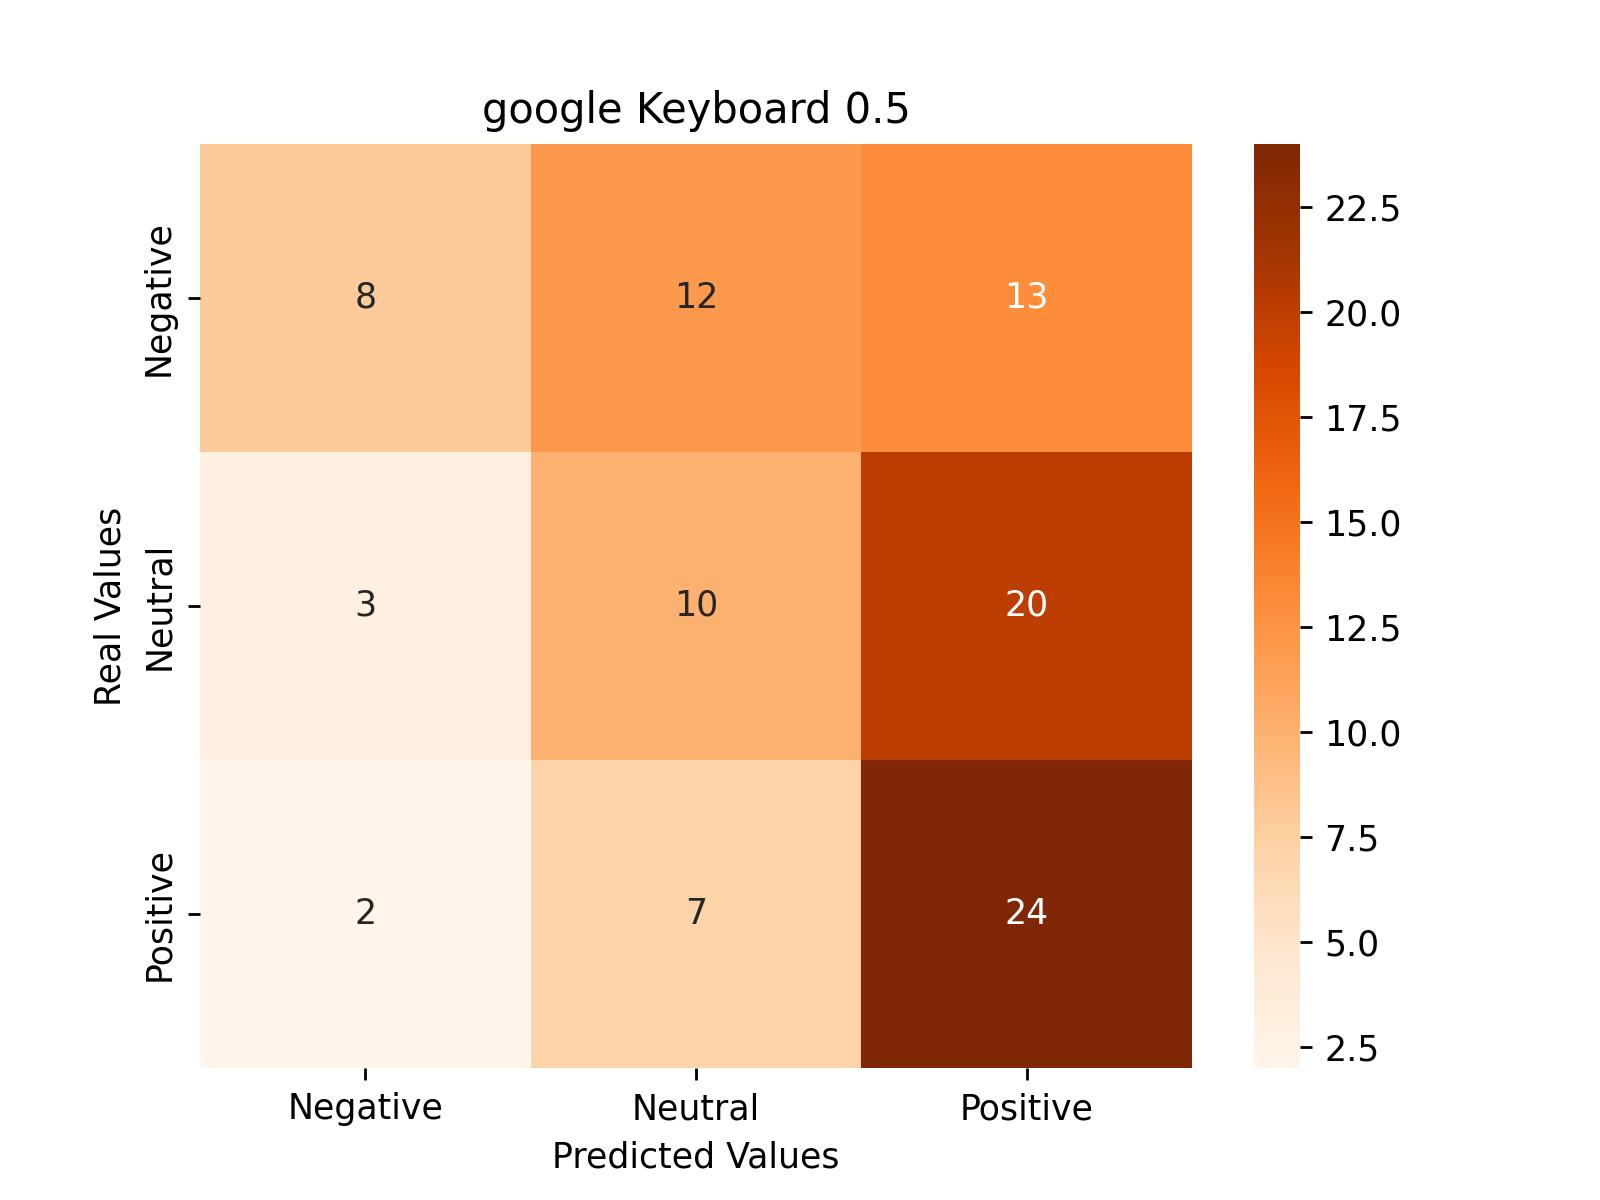 google Keyboard 0.5
Real Values
Negative
8 12 13
Neutral
3 10 20
Positive
2 7 24
Negative Neutral Positive
Predicted Values
22.5
20.0
17.5
15.0
12.5
10.0
7.5
5.0
2.5